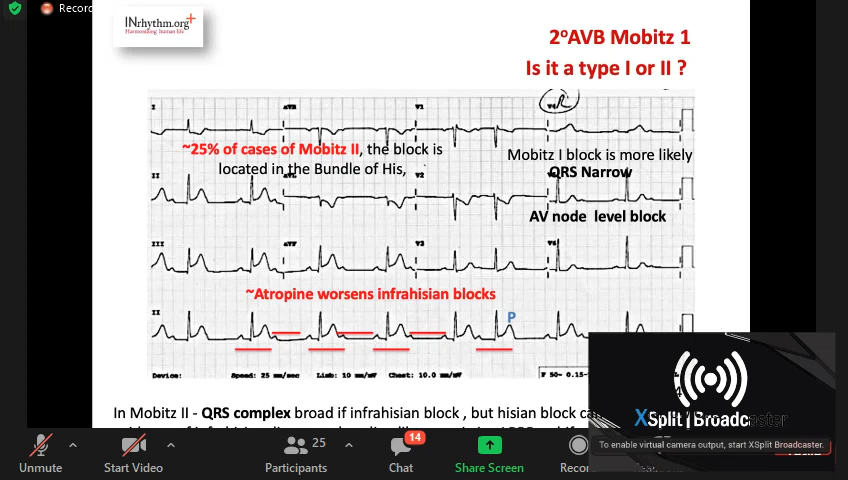 Recor
INrhythm.org+
Harmonizing human life
2ºAVB Mobitz 1
Is it a type I or II ?
I
aVR
V1
V4
R
~25% of cases of Mobitz II, the block is
located in the Bundle of His,
Mobitz I block is more likely
QRS Narrow
AV node level block
II
aVL
V2
III
aVF
V3
V6
~Atropine worsens infrahisian blocks
II
P
Device:
Speed: 25 mm/sec
Limb: 10 mm/mV
Chest: 10.0 mm/mV
F 50~ 0.15-
In Mobitz II - QRS complex broad if infrahisian block , but hisian block
XSplit | Broadcaster
To enable virtual camera output, start XSplit Broadcaster.
Unmute
Start Video
25
Participants
14
Chat
Share Screen
Recor